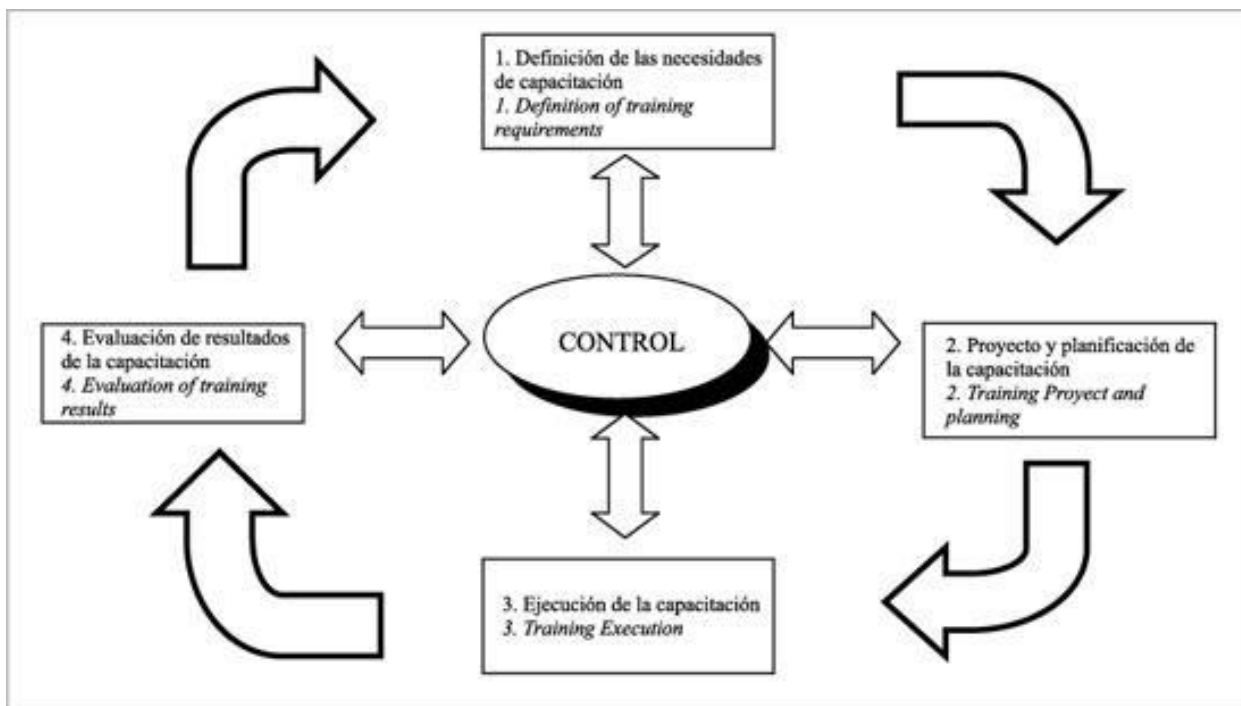 1. Definición de las necesidades
de capacitación
1. Definition of training
requirements
CONTROL
4. Evaluación de resultados
de la capacitación
4. Evaluation of training
results
2. Proyecto y planificación de
la capacitación
2. Training Proyect and
planning
3. Ejecución de la capacitación
3. Training Execution